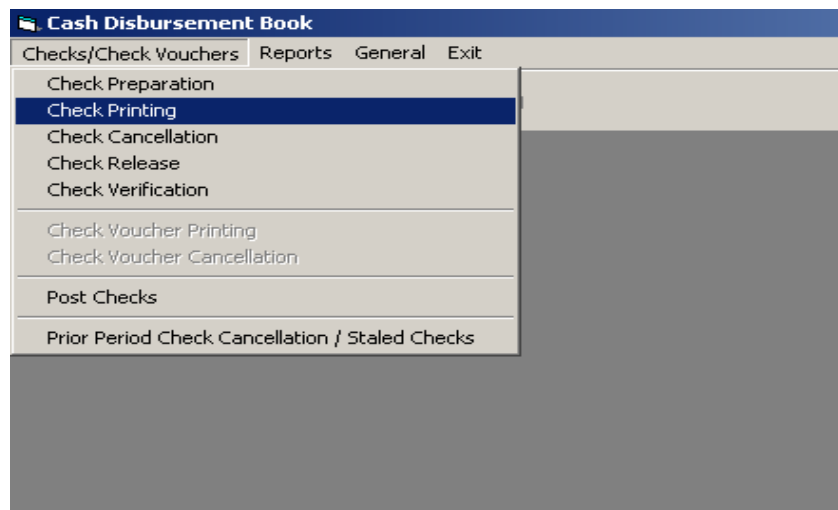 Cash Disbursement Book
Checks/Check Vouchers Reports General Exit
Check Preparation
Check Printing
Check Cancellation
Check Release
Check Verification
Check Voucher Printing
Check Voucher Cancellation
Post Checks
Prior Period Check Cancellation / Staled Checks